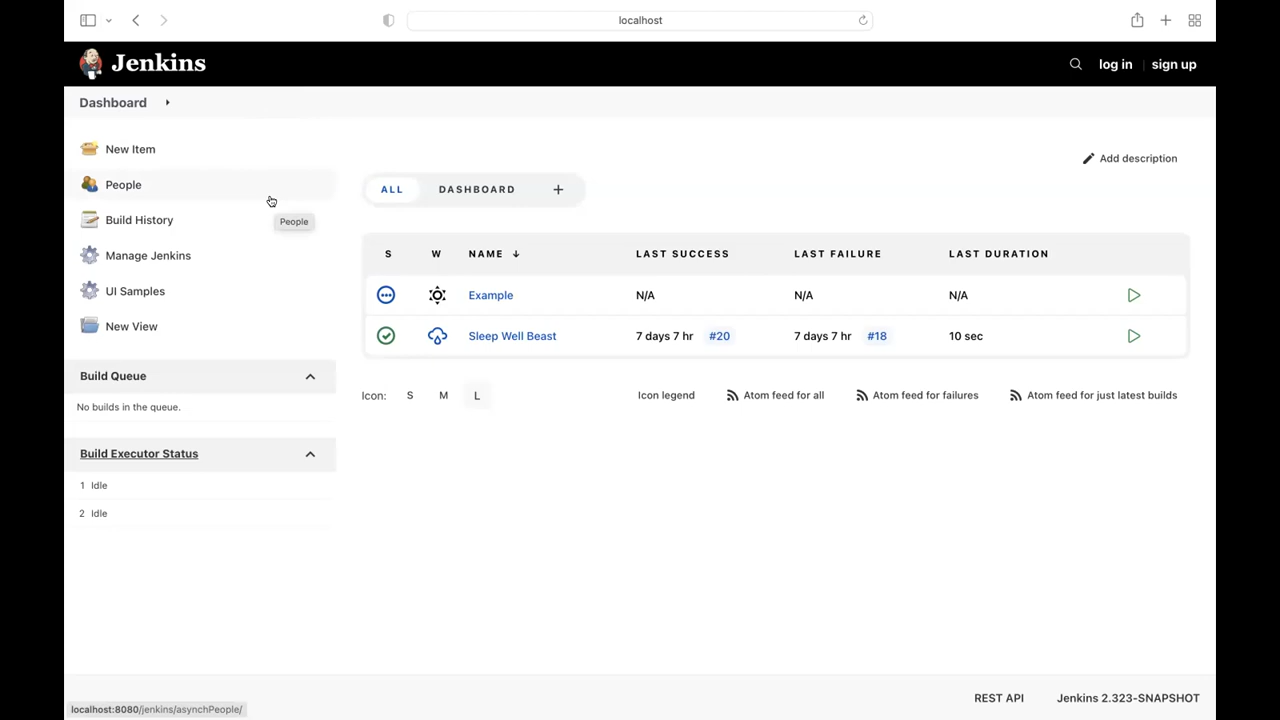 localhost
Jenkins
log in
sign up
Dashboard
New Item
People
Build History
People
Manage Jenkins
UI Samples
New View
Build Queue
No builds in the queue.
Build Executor Status
1 Idle
2 Idle
Add description
ALL DASHBOARD +
S W NAME ↓ LAST SUCCESS LAST FAILURE LAST DURATION
Example N/A N/A N/A
Sleep Well Beast 7 days 7 hr #20 7 days 7 hr #18 10 sec
Icon: S M L Icon legend Atom feed for all Atom feed for failures Atom feed for just latest builds
REST API Jenkins 2.323-SNAPSHOT
localhost:8080/jenkins/asynchPeople/